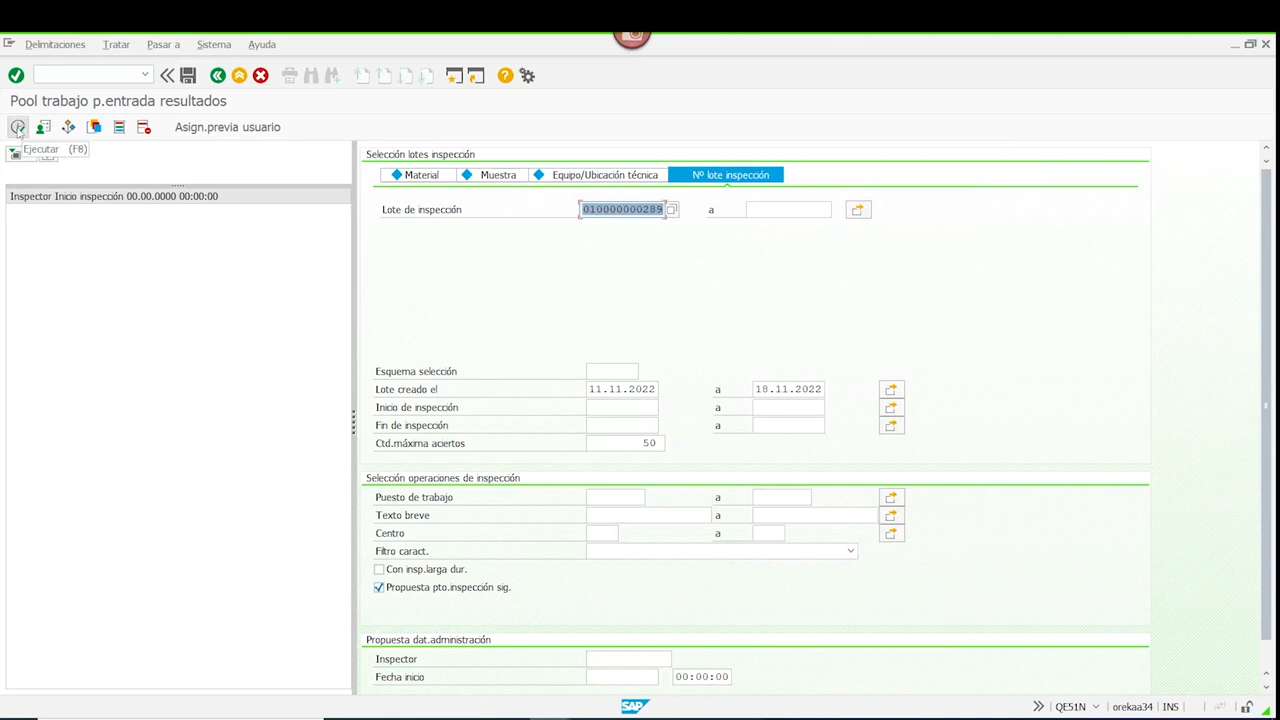 Delimitaciones Tratar Pasar a Sistema Ayuda
Pool trabajo p.entrada resultados
Asign.previa usuario
Ejecutar (F8)
Inspector Inicio inspección 00.00.0000 00:00:00
Selección lotes inspección
Material Muestra Equipo/Ubicación técnica Nº lote inspección
Lote de inspección 010000000289 a
Esquema selección
Lote creado el 11.11.2022 a 18.11.2022
Inicio de inspección a
Fin de inspección a
Ctd.máxima aciertos 50
Selección operaciones de inspección
Puesto de trabajo a
Texto breve a
Centro a
Filtro caract.
Con insp.larga dur.
Propuesta pto.inspección sig.
Propuesta dat.administración
Inspector
Fecha inicio 00:00:00
SAP QE51N orekaa34 INS